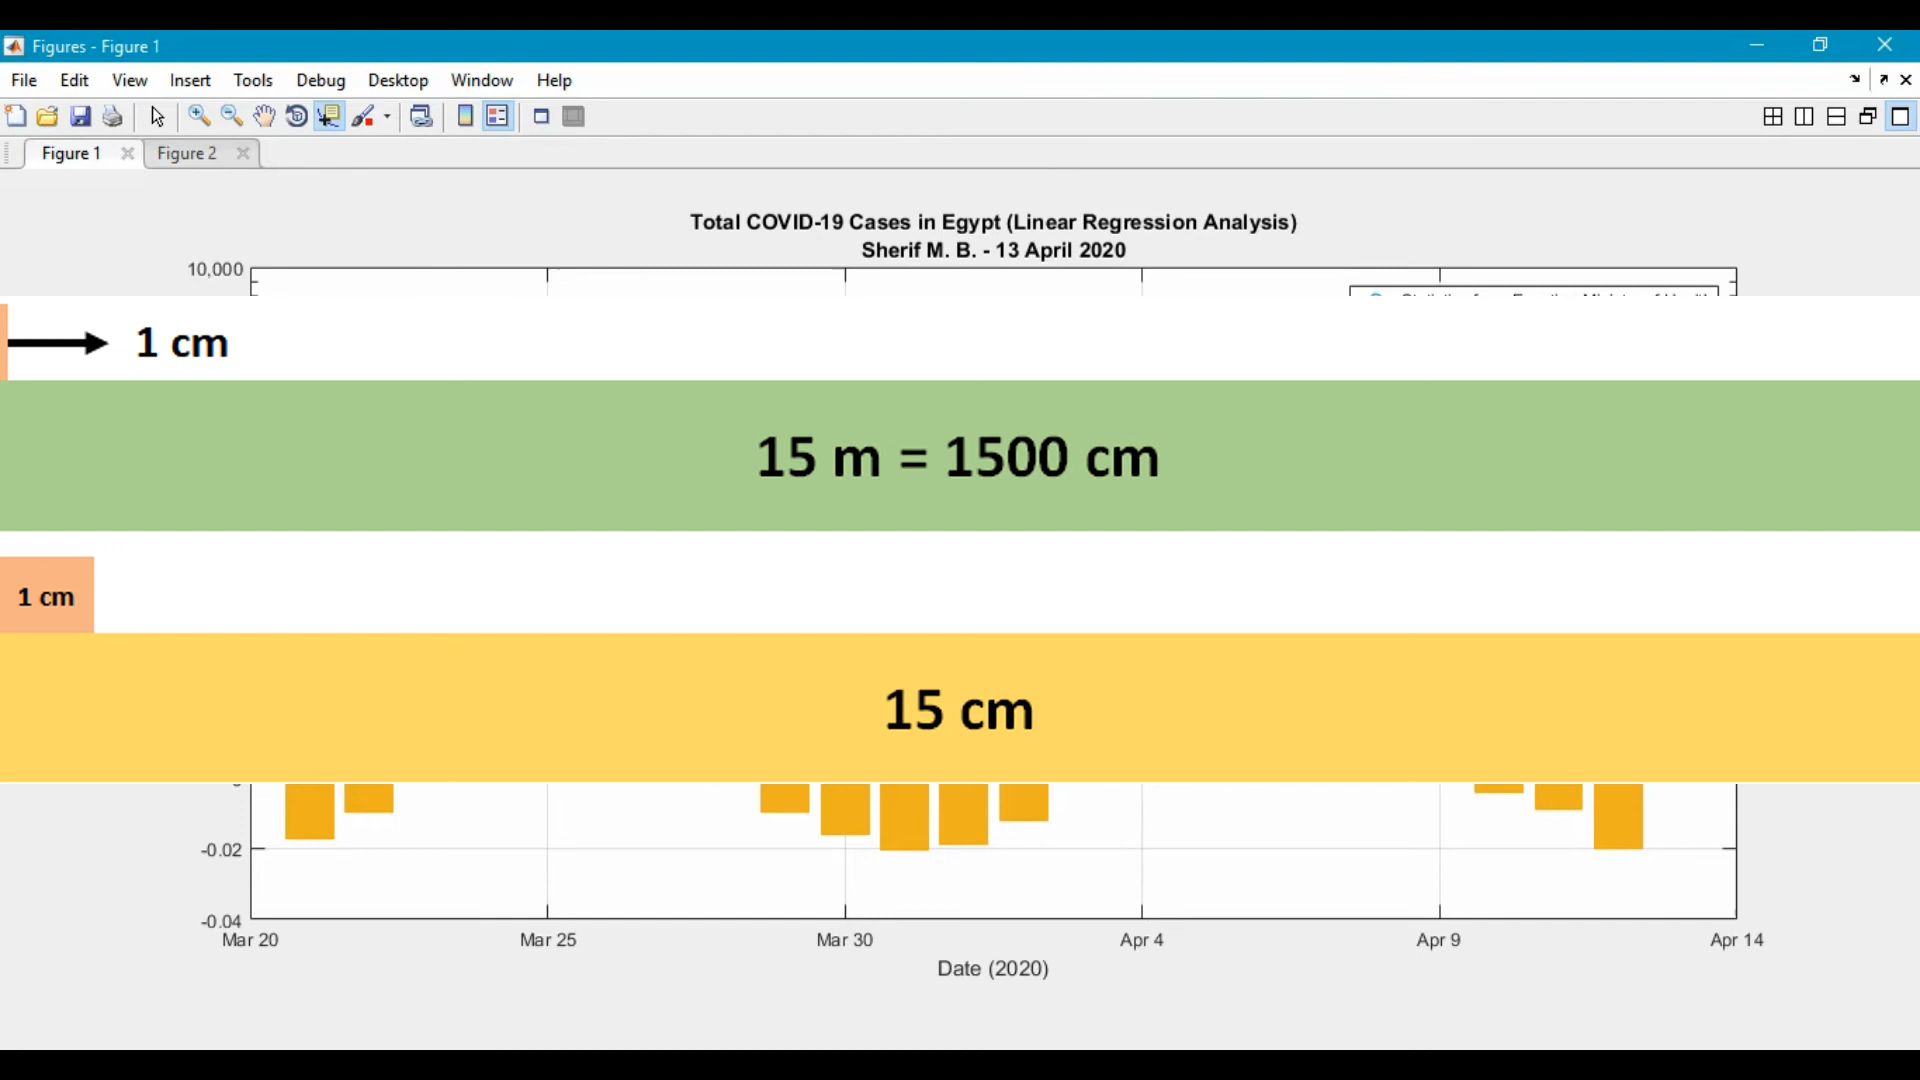 Figures - Figure 1
File Edit View Insert Tools Debug Desktop Window Help
Figure 1 Figure 2
Total COVID-19 Cases in Egypt (Linear Regression Analysis)
Sherif M. B. - 13 April 2020
10,000
1 cm
15 m = 1500 cm
1 cm
15 cm
-0.02
-0.04
Mar 20 Mar 25 Mar 30 Apr 4 Apr 9 Apr 14
Date (2020)